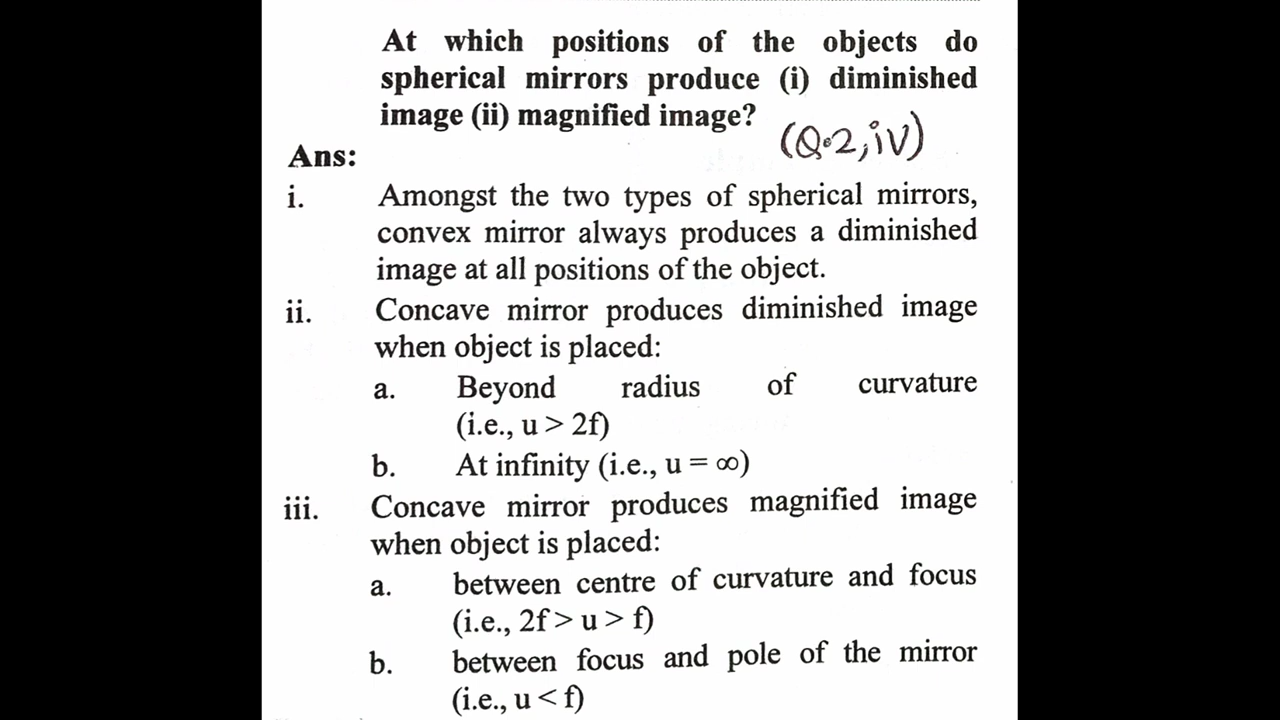 At which positions of the objects do
spherical mirrors produce (i) diminished
image (ii) magnified image?
(Q.2,iv)
Ans:
i. Amongst the two types of spherical mirrors,
convex mirror always produces a diminished
image at all positions of the object.
ii. Concave mirror produces diminished image
when object is placed:
a. Beyond radius of curvature
(i.e., u > 2f)
b. At infinity (i.e., u = ∞)
iii. Concave mirror produces magnified image
when object is placed:
a. between centre of curvature and focus
(i.e., 2f > u > f)
b. between focus and pole of the mirror
(i.e., u < f)